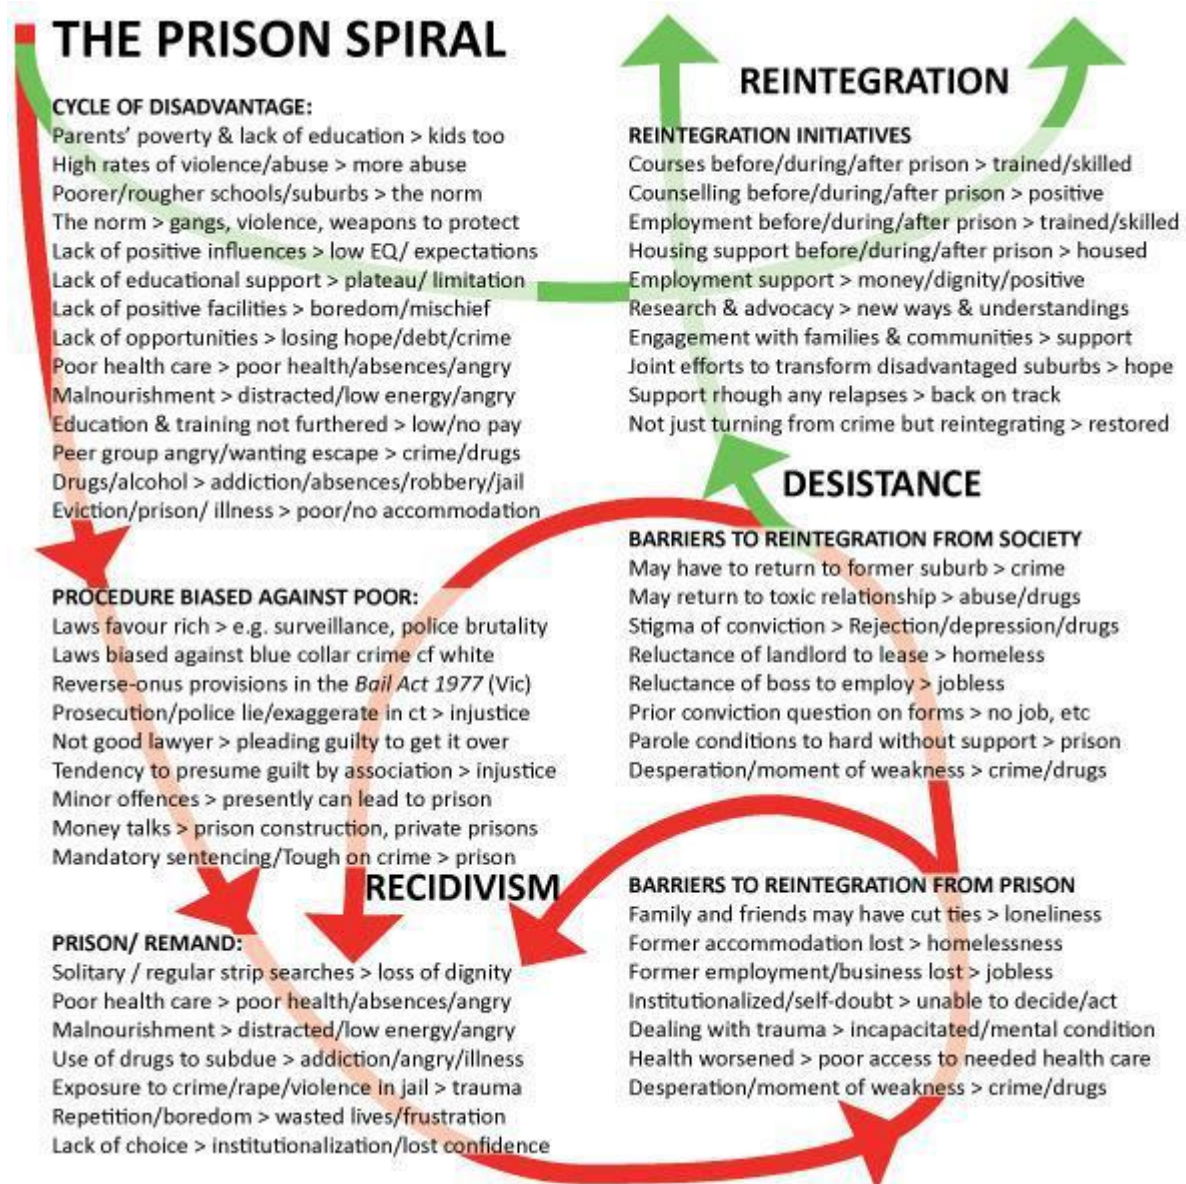 THE PRISON SPIRAL
CYCLE OF DISADVANTAGE:
Parents' poverty & lack of education > kids too
High rates of violence/abuse > more abuse
Poorer/rougher schools/suburbs > the norm
The norm > gangs, violence, weapons to protect
Lack of positive influences > low EQ/ expectations
Lack of educational support > plateau/ limitation
Lack of positive facilities > boredom/mischief
Lack of opportunities > losing hope/debt/crime
Poor health care > poor health/absences/angry
Malnourishment > distracted/low energy/angry
Education & training not furthered > low/no pay
Peer group angry/wanting escape > crime/drugs
Drugs/alcohol > addiction/absences/robbery/jail
Eviction/prison/ illness > poor/no accommodation
PROCEDURE BIASED AGAINST POOR:
Laws favour rich > e.g. surveillance, police brutality
Laws biased against blue collar crime cf white
Reverse-onus provisions in the Bail Act 1977 (Vic)
Prosecution/police lie/exaggerate in ct > injustice
Not good lawyer > pleading guilty to get it over
Tendency to presume guilt by association > injustice
Minor offences > presently can lead to prison
Money talks > prison construction, private prisons
Mandatory sentencing/Tough on crime > prison
RECIDIVISM
PRISON/ REMAND:
Solitary / regular strip searches > loss of dignity
Poor health care > poor health/absences/angry
Malnourishment > distracted/low energy/angry
Use of drugs to subdue > addiction/angry/illness
Exposure to crime/rape/violence in jail > trauma
Repetition/boredom > wasted lives/frustration
Lack of choice > institutionalization/lost confidence
REINTEGRATION
REINTEGRATION INITIATIVES
Courses before/during/after prison > trained/skilled
Counselling before/during/after prison > positive
Employment before/during/after prison > trained/skilled
Housing support before/during/after prison > housed
Employment support > money/dignity/positive
Research & advocacy > new ways & understandings
Engagement with families & communities > support
Joint efforts to transform disadvantaged suburbs > hope
Support rhough any relapses > back on track
Not just turning from crime but reintegrating > restored
DESISTANCE
BARRIERS TO REINTEGRATION FROM SOCIETY
May have to return to former suburb > crime
May return to toxic relationship > abuse/drugs
Stigma of conviction > Rejection/depression/drugs
Reluctance of landlord to lease > homeless
Reluctance of boss to employ > jobless
Prior conviction question on forms > no job, etc
Parole conditions to hard without support > prison
Desperation/moment of weakness > crime/drugs
BARRIERS TO REINTEGRATION FROM PRISON
Family and friends may have cut ties > loneliness
Former accommodation lost > homelessness
Former employment/business lost > jobless
Institutionalized/self-doubt > unable to decide/act
Dealing with trauma > incapacitated/mental condition
Health worsened > poor access to needed health care
Desperation/moment of weakness > crime/drugs